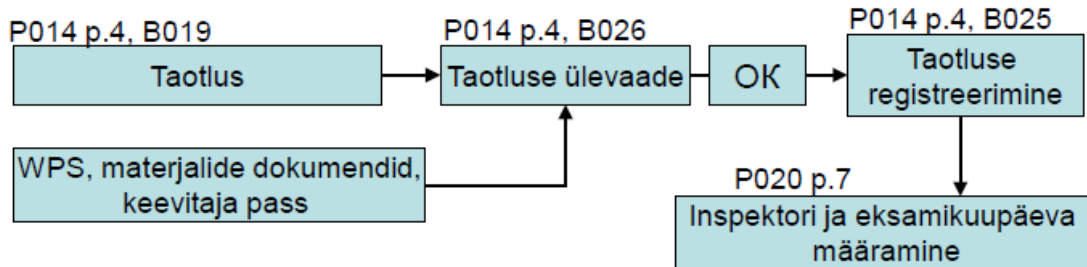 P014 p.4, B019
Taotlus
P014 p.4, B026
Taotluse ülevaade
OK
P014 p.4, B025
Taotluse
registreerimine
WPS, materjalide dokumendid,
keevitaja pass
P020 p.7
Inspektori ja eksamikuupäeva
määramine